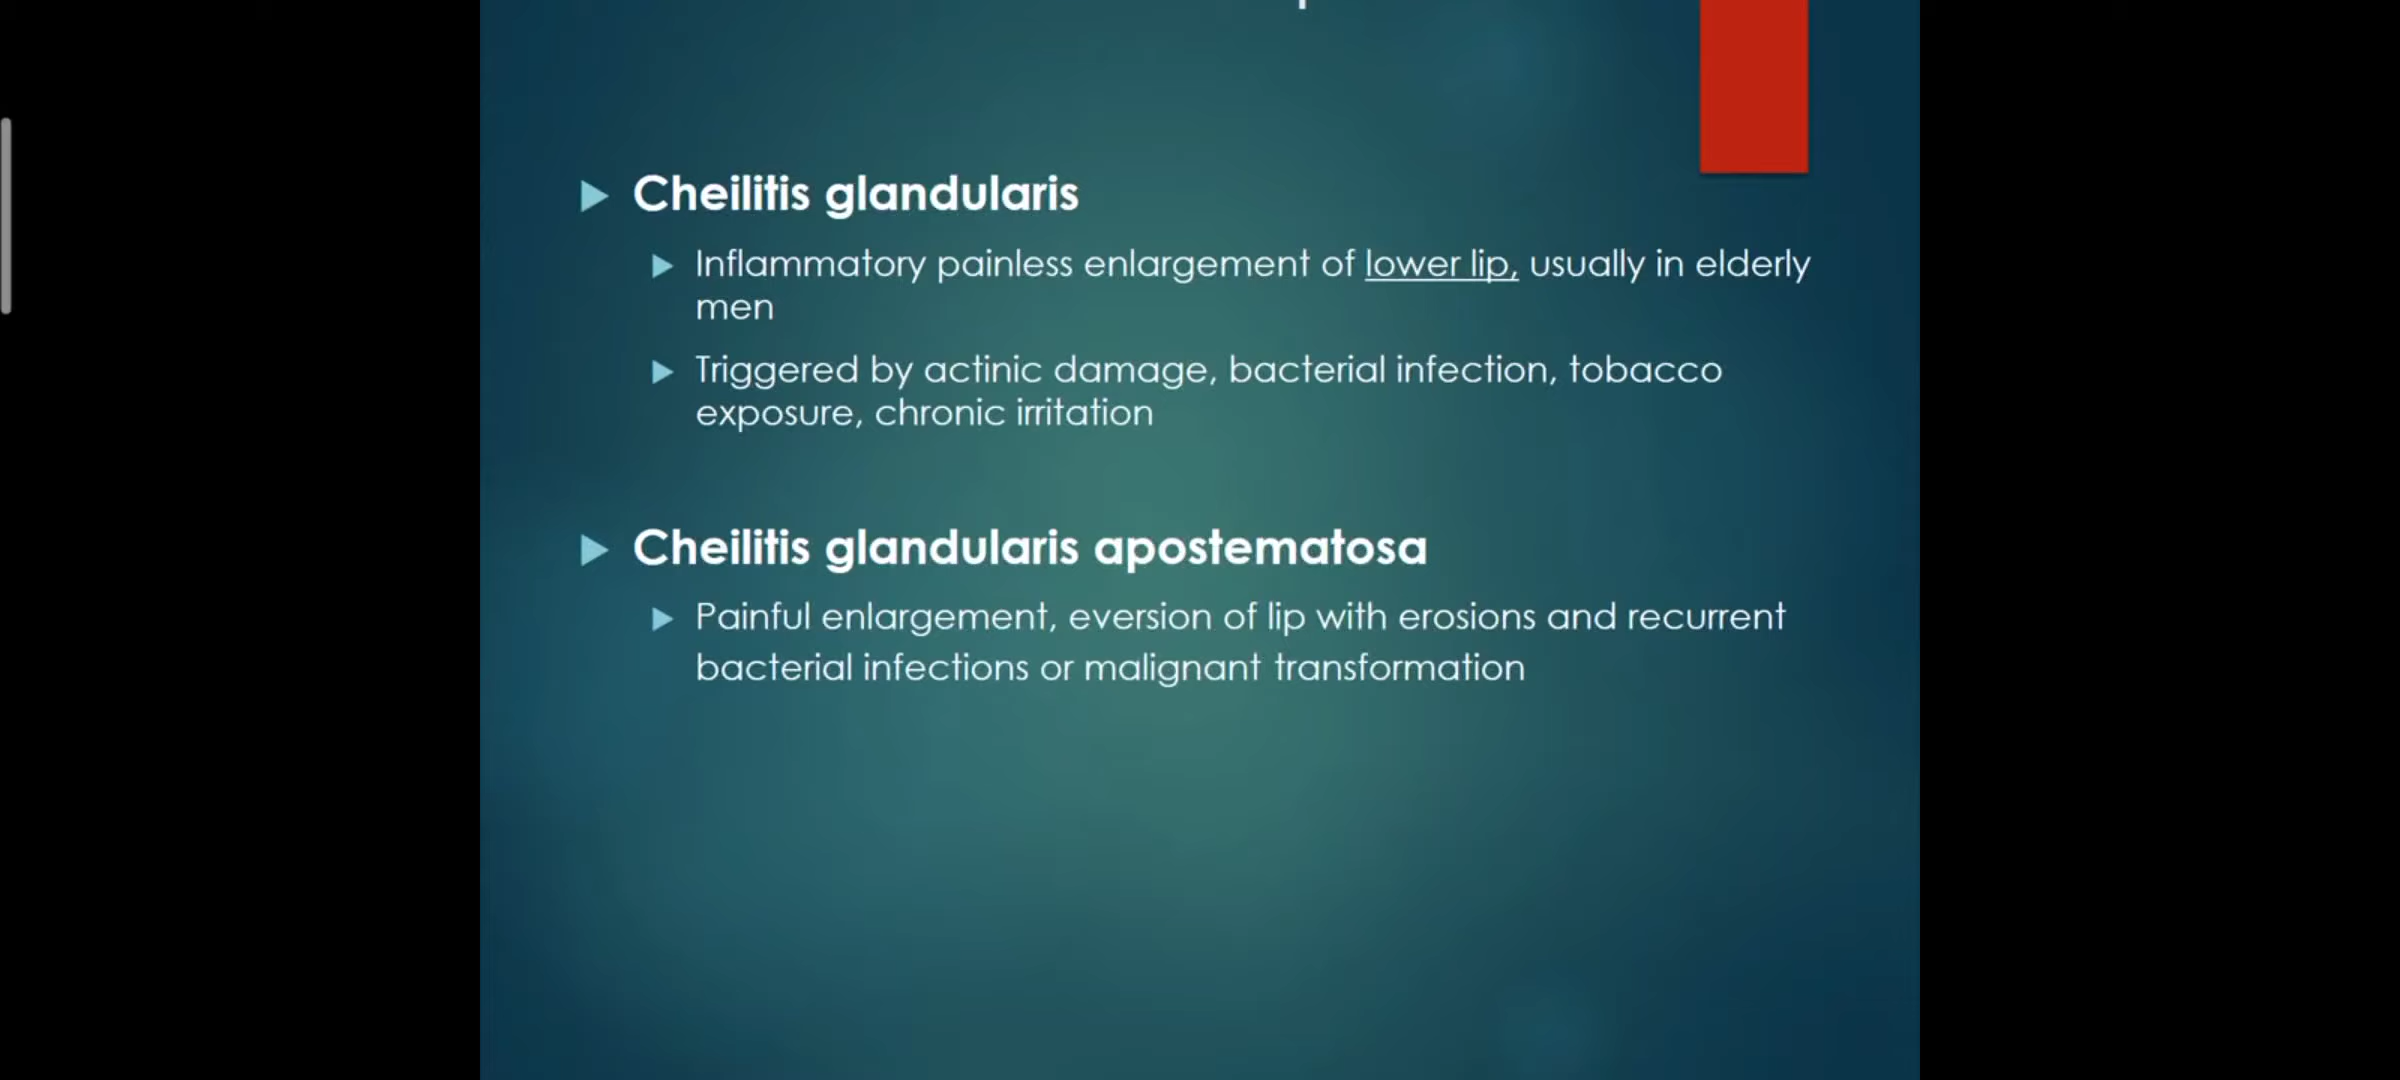 Cheilitis glandularis
Inflammatory painless enlargement of lower lip, usually in elderly
men
Triggered by actinic damage, bacterial infection, tobacco
exposure, chronic irritation
Cheilitis glandularis apostematosa
Painful enlargement, eversion of lip with erosions and recurrent
bacterial infections or malignant transformation